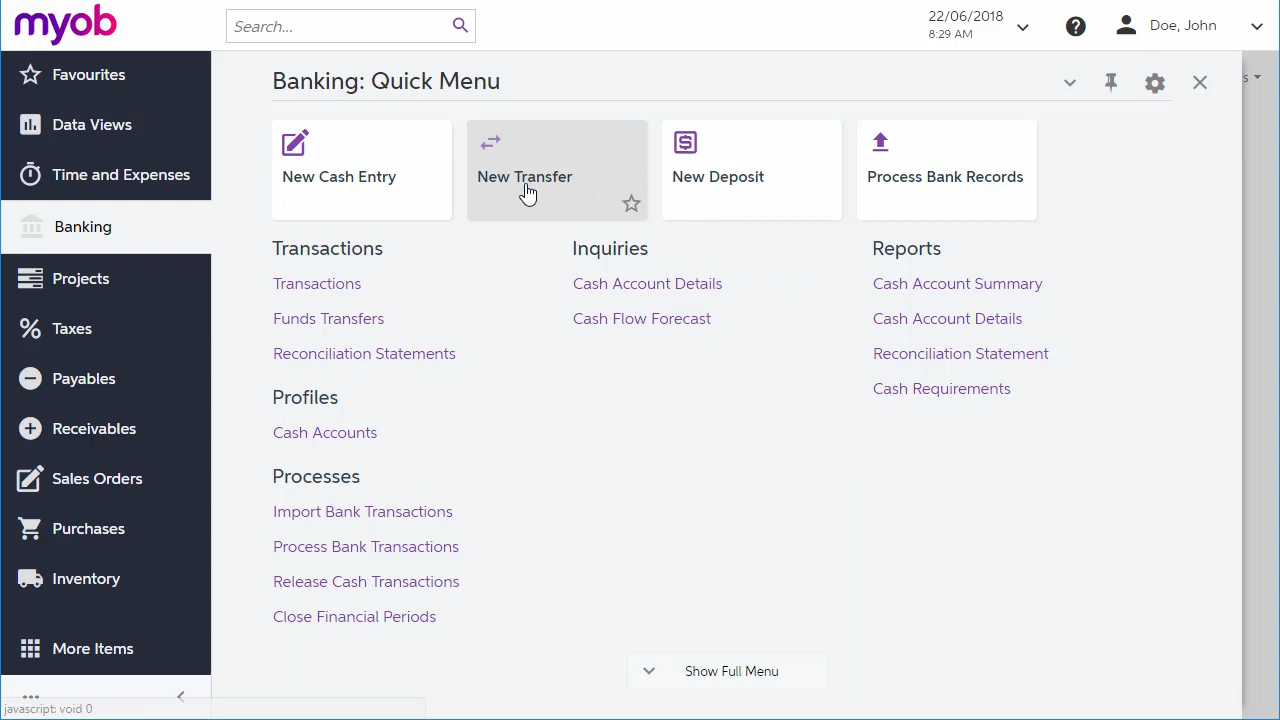 myob
Search...
22/06/2018
8:29 AM
Doe, John
Favourites
Data Views
Time and Expenses
Banking
Projects
Taxes
Payables
Receivables
Sales Orders
Purchases
Inventory
More Items
javascript: void 0
Banking: Quick Menu
s
New Cash Entry
New Transfer
New Deposit
Process Bank Records
Transactions
Transactions
Funds Transfers
Reconciliation Statements
Profiles
Cash Accounts
Processes
Import Bank Transactions
Process Bank Transactions
Release Cash Transactions
Close Financial Periods
Inquiries
Cash Account Details
Cash Flow Forecast
Reports
Cash Account Summary
Cash Account Details
Reconciliation Statement
Cash Requirements
Show Full Menu